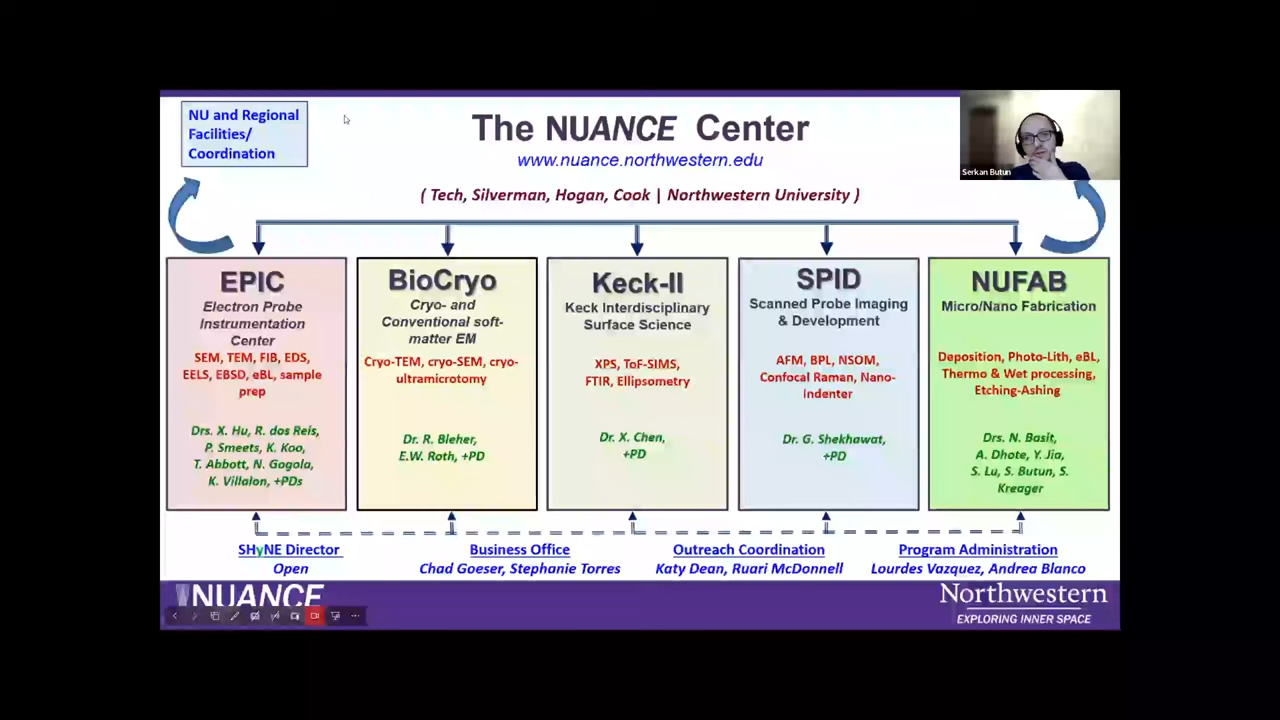 NU and Regional
Facilities/
Coordination
The NUANCE Center
www.nuance.northwestern.edu
( Tech, Silverman, Hogan, Cook | Northwestern University )
Serkan Butun
EPIC
Electron Probe
Instrumentation
Center
SEM, TEM, FIB, EDS,
EELS, EBSD, eBL, sample
prep
Drs. X. Hu, R. dos Reis,
P. Smeets, K. Koo,
T. Abbott, N. Gogola,
K. Villalon, +PDs
BioCryo
Cryo- and
Conventional soft-
matter EM
Cryo-TEM, cryo-SEM, cryo-
ultramicrotomy
Dr. R. Bleher,
E.W. Roth, +PD
Keck-II
Keck Interdisciplinary
Surface Science
XPS, ToF-SIMS,
FTIR, Ellipsometry
Dr. X. Chen,
+PD
SPID
Scanned Probe Imaging
& Development
AFM, BPL, NSOM,
Confocal Raman, Nano-
Indenter
Dr. G. Shekhawat,
+PD
NUFAB
Micro/Nano Fabrication
Deposition, Photo-Lith, eBL,
Thermo & Wet processing,
Etching-Ashing
Drs. N. Basit,
A. Dhote, Y. Jia,
S. Lu, S. Butun, S.
Kreager
SHyNE Director
Open
Business Office
Chad Goeser, Stephanie Torres
Outreach Coordination
Katy Dean, Ruari McDonnell
Program Administration
Lourdes Vazquez, Andrea Blanco
NUANCE
Northwestern
EXPLORING INNER SPACE